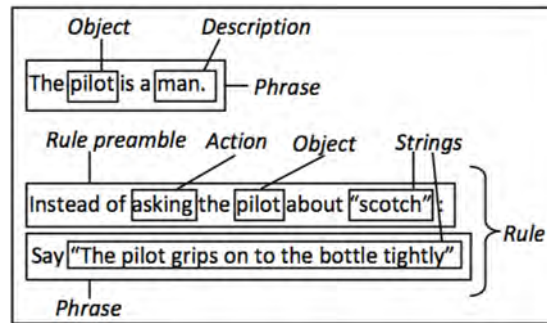 Object Description
The pilot is a man. Phrase
Rule preamble Action Object Strings
Instead of asking the pilot about “scotch” :
Rule
Say “The pilot grips on to the bottle tightly”
Phrase